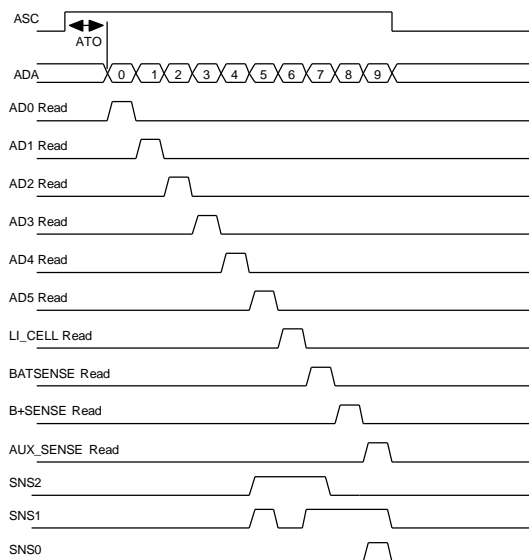 ASC
ATO
ADA 0 1 2 3 4 5 6 7 8 9
AD0 Read
AD1 Read
AD2 Read
AD3 Read
AD4 Read
AD5 Read
LI_CELL Read
BATSENSE Read
B+SENSE Read
AUX_SENSE Read
SNS2
SNS1
SNS0